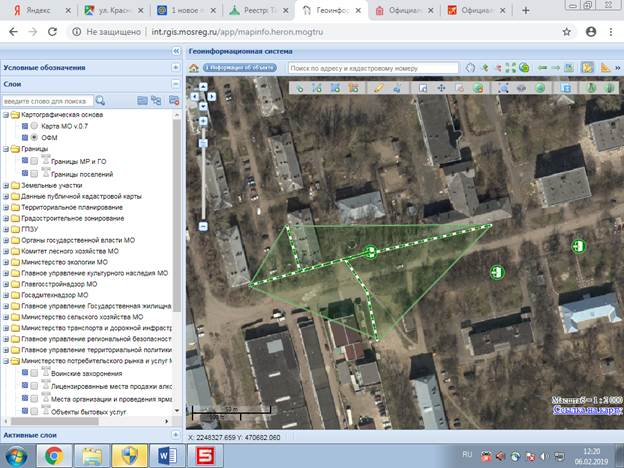 Яндекс
ул. Красн
1 новое п
Реестр: Та
Геоинформ
Официал
Официал
Не защищено | int.rgis.mosreg.ru/app/mapinfo.heron.mogtru
Условные обозначения
Слои
введите слово для поиска
Картографическая основа
Карта МО v.0.7
ОФМ
Границы
Границы МР и ГО
Границы поселений
Земельные участки
Данные публичной кадастровой карты
Территориальное планирование
Градостроительное зонирование
ГПЗУ
Органы государственной власти МО
Комитет лесного хозяйства МО
Министерство экологии МО
Главное управление культурного наследия МО
Главгосстройнадзор МО
Госадмтехнадзор МО
Главное управление Государственная жилищна
Министерство сельского хозяйства МО
Министерство транспорта и дорожной инфраст
Главное управление региональной безопасност
Главное управление территориальной политики
Министерство потребительского рынка и услуг М
Воинские захоронения
Лицензированные места продажи алко
Места организации и проведения ярма
Объекты бытовых услуг
Активные слои
Геоинформационная система
Информация об объекте
Поиск по адресу и кадастровому номеру
50 m
Масштаб = 1 : 2 000
Ссылка на карту
X: 2248327.659 Y: 470682.060
RU
12:20
06.02.2019